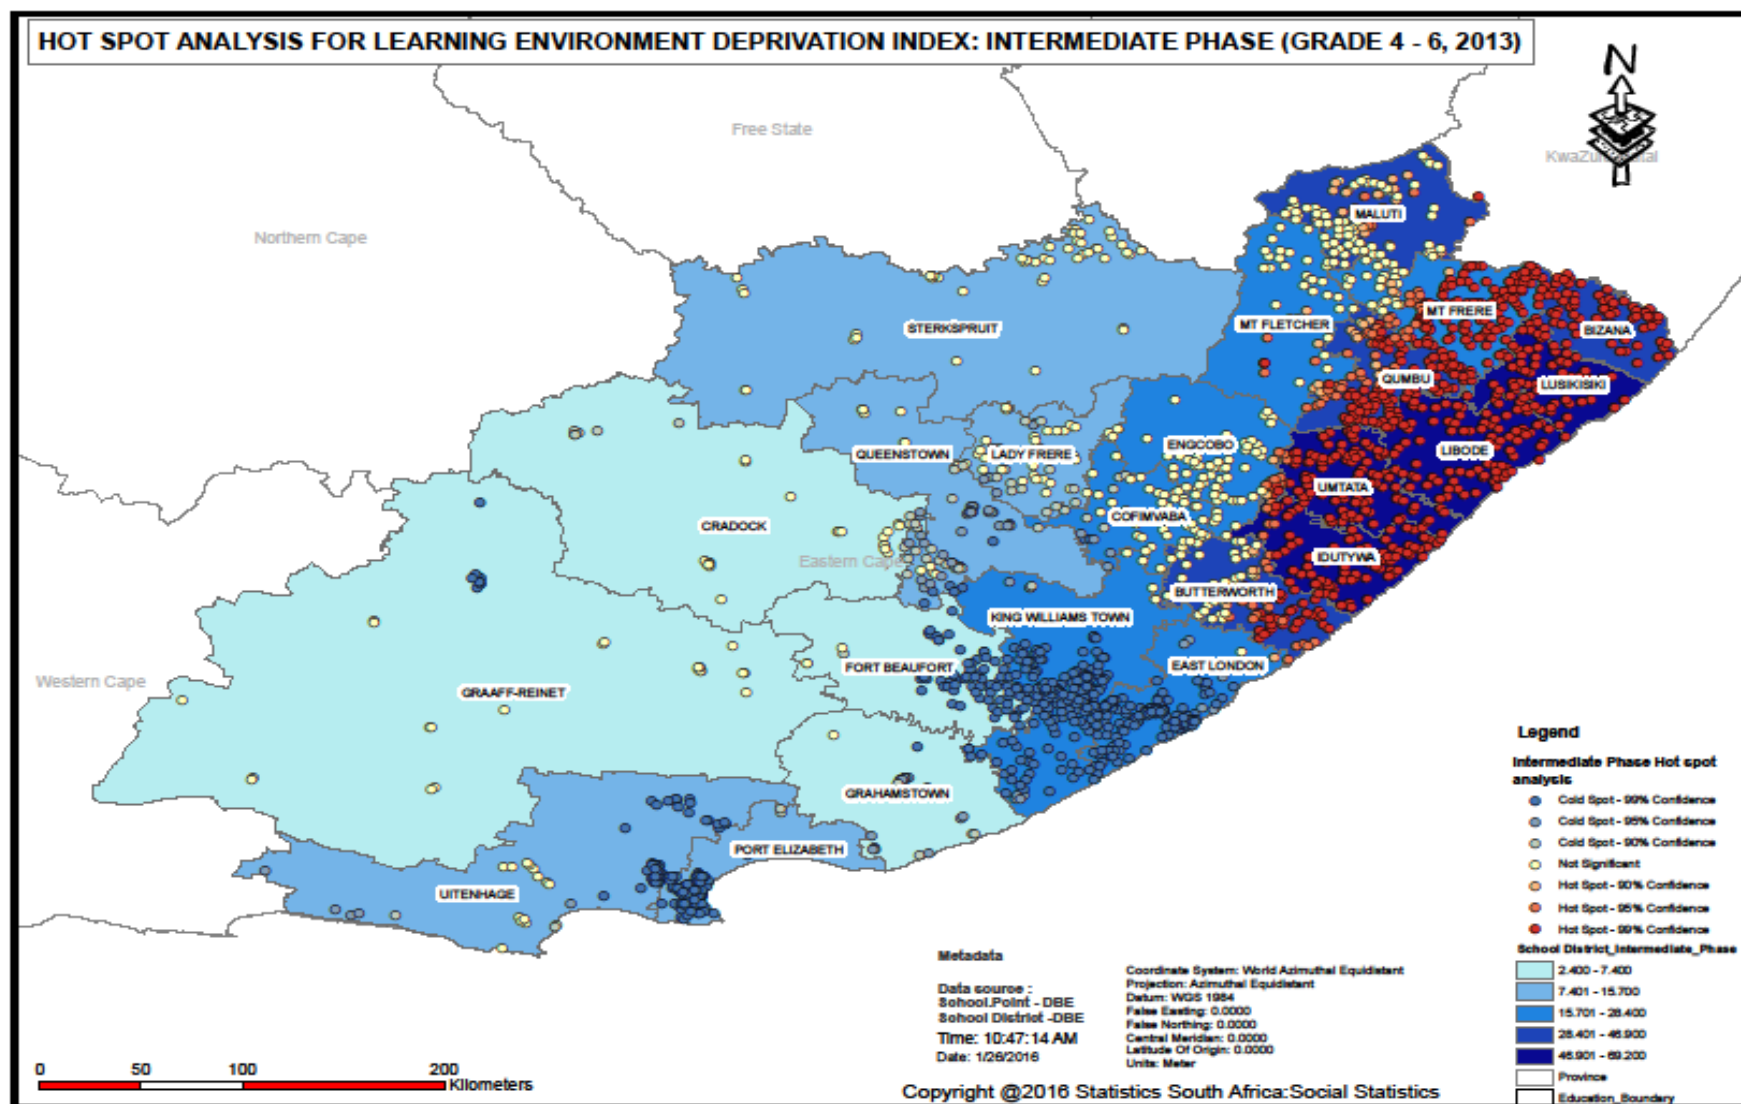 HOT SPOT ANALYSIS FOR LEARNING ENVIRONMENT DEPRIVATION INDEX: INTERMEDIATE PHASE (GRADE 4 - 6, 2013)
N
Free State
KwaZulu-Natal
Northern Cape
MALUTI
STERKSPRUIT
MT FLETCHER
MT FRERE
BIZANA
QUMBU
LUSIKISIKI
QUEENSTOWN
LADY FRERE
ENGCOBO
LIBODE
UMTATA
CRADOCK
COFIMVABA
Eastern Cape
IDUTYWA
BUTTERWORTH
KING WILLIAMS TOWN
FORT BEAUFORT
EAST LONDON
Western Cape
GRAAFF-REINET
GRAHAMSTOWN
PORT ELIZABETH
UITENHAGE
Legend
Intermediate Phase Hot spot
analysis
Cold Spot - 99% Confidence
Cold Spot - 95% Confidence
Cold Spot - 90% Confidence
Not Significant
Hot Spot - 90% Confidence
Hot Spot - 95% Confidence
Hot Spot - 99% Confidence
School District_Intermediate_Phase
2.400 - 7.400
7.401 - 15.700
15.701 - 28.400
28.401 - 46.900
46.901 - 69.200
Province
Education_Boundary
Metadata
Data source :
School.Point - DBE
School District -DBE
Time: 10:47:14 AM
Date: 1/26/2016
Coordinate System: World Azimuthal Equidistant
Projection: Azimuthal Equidistant
Datum: WGS 1984
False Easting: 0.0000
False Northing: 0.0000
Central Meridian: 0.0000
Latitude Of Origin: 0.0000
Units: Meter
0 50 100 200
Kilometers
Copyright @2016 Statistics South Africa:Social Statistics